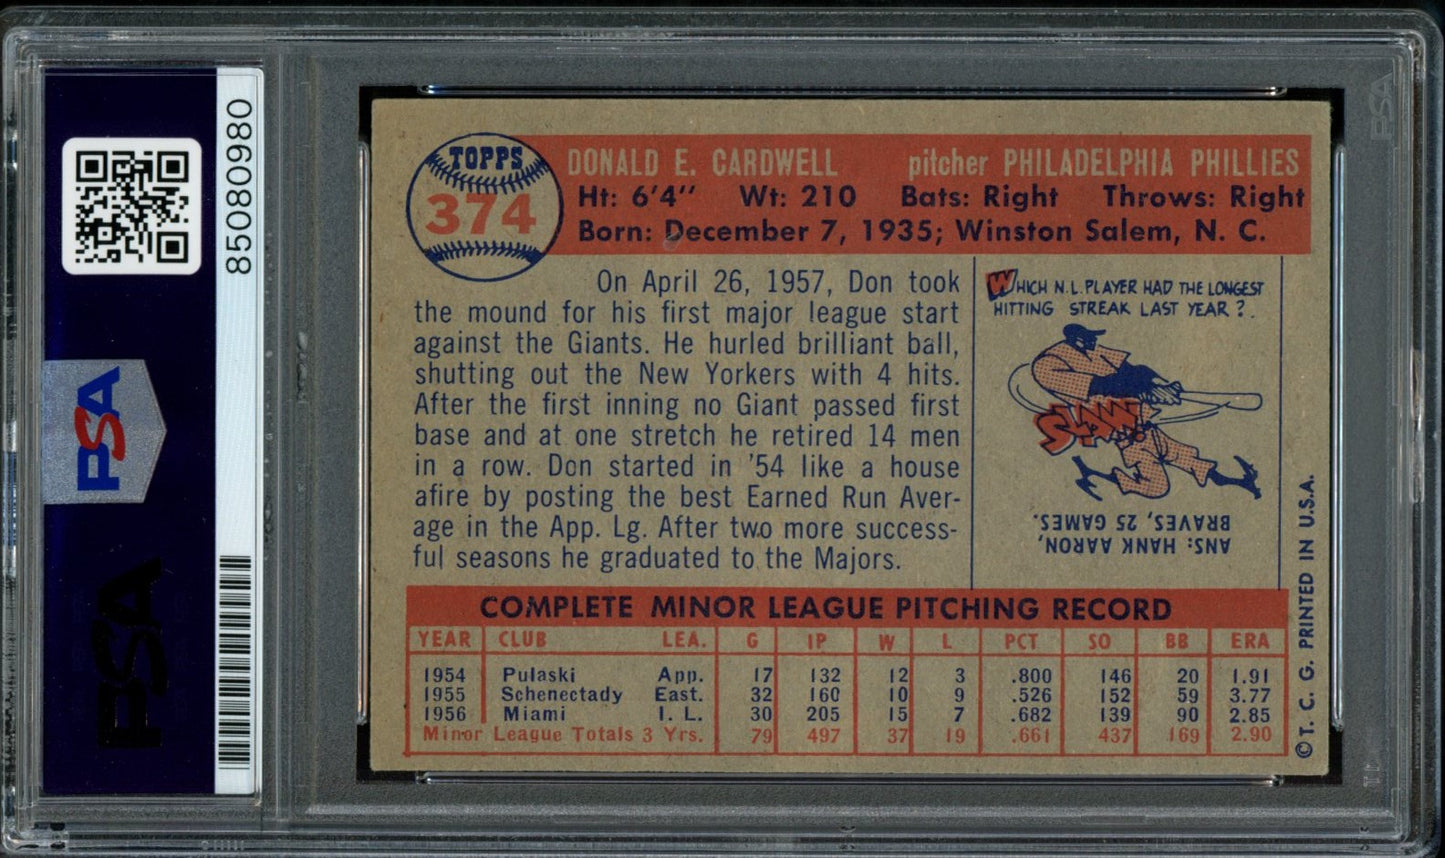 85080980
PSA
PSA
PSA
TOPPS
374
DONALD E. CARDWELL pitcher PHILADELPHIA PHILLIES
Ht: 6'4" Wt: 210 Bats: Right Throws: Right
Born: December 7, 1935; Winston Salem, N. C.
On April 26, 1957, Don took
the mound for his first major league start
against the Giants. He hurled brilliant ball,
shutting out the New Yorkers with 4 hits.
After the first inning no Giant passed first
base and at one stretch he retired 14 men
in a row. Don started in '54 like a house
afire by posting the best Earned Run Aver-
age in the App. Lg. After two more success-
ful seasons he graduated to the Majors.
WHICH N.L. PLAYER HAD THE LONGEST
HITTING STREAK LAST YEAR?
SLAM
ANS: HANK AARON,
BRAVES, 25 GAMES.
COMPLETE MINOR LEAGUE PITCHING RECORD
YEAR CLUB LEA. G IP W L PCT SO BB ERA
1954 Pulaski App. 17 132 12 3 .800 146 20 1.91
1955 Schenectady East. 32 160 10 9 .526 152 59 3.77
1956 Miami I. L. 30 205 15 7 .682 139 90 2.85
Minor League Totals 3 Yrs. 79 497 37 19 .661 437 169 2.90
© T. C. G. PRINTED IN U.S.A.